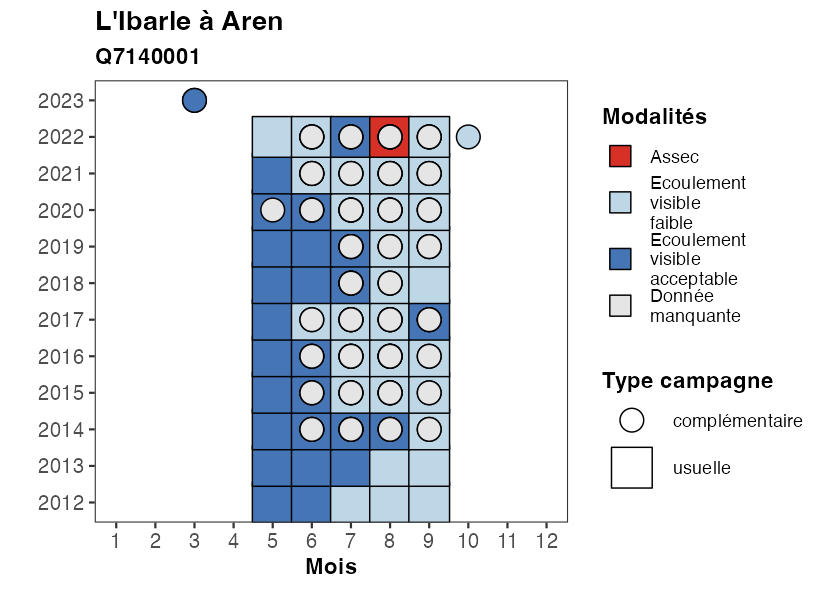 L'Ibarle à Aren
Q7140001
2023
2022
2021
2020
2019
2018
2017
2016
2015
2014
2013
2012
1 2 3 4 5 6 7 8 9 10 11 12
Mois
Modalités
Assec
Ecoulement
visible
faible
Ecoulement
visible
acceptable
Donnée
manquante
Type campagne
complémentaire
usuelle